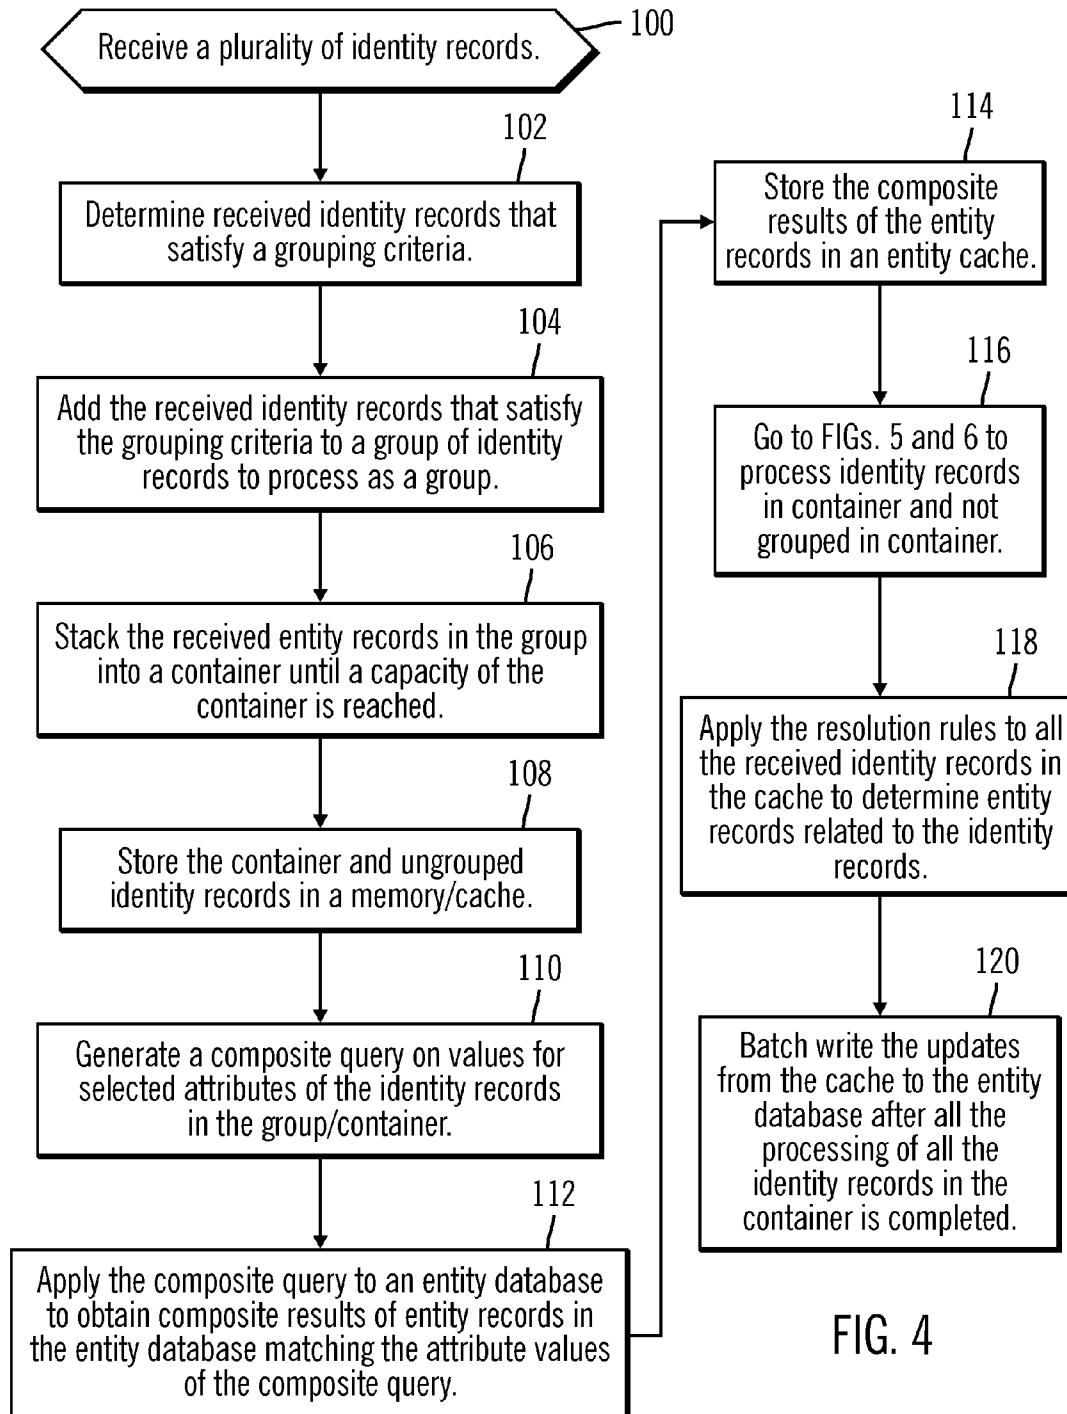 100
Receive a plurality of identity records.
102
Determine received identity records that
satisfy a grouping criteria.
104
Add the received identity records that satisfy
the grouping criteria to a group of identity
records to process as a group.
106
Stack the received entity records in the group
into a container until a capacity of the
container is reached.
108
Store the container and ungrouped
identity records in a memory/cache.
110
Generate a composite query on values for
selected attributes of the identity records
in the group/container.
112
Apply the composite query to an entity database
to obtain composite results of entity records in
the entity database matching the attribute values
of the composite query.
114
Store the composite
results of the entity
records in an entity cache.
116
Go to FIGs. 5 and 6 to
process identity records
in container and not
grouped in container.
118
Apply the resolution rules to all
the received identity records in
the cache to determine entity
records related to the identity
records.
120
Batch write the updates
from the cache to the entity
database after all the
processing of all the
identity records in the
container is completed.
FIG. 4